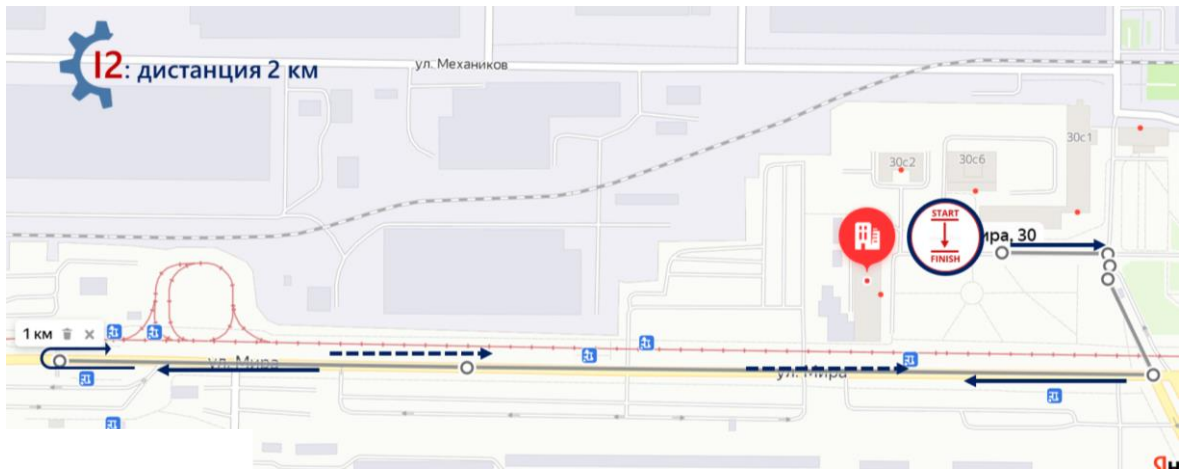 I2: дистанция 2 км
ул. Механиков
30с1
30с2
30с6
START
FINISH
ира, 30
1 км
ул. Мира
ул. Мира
Ян